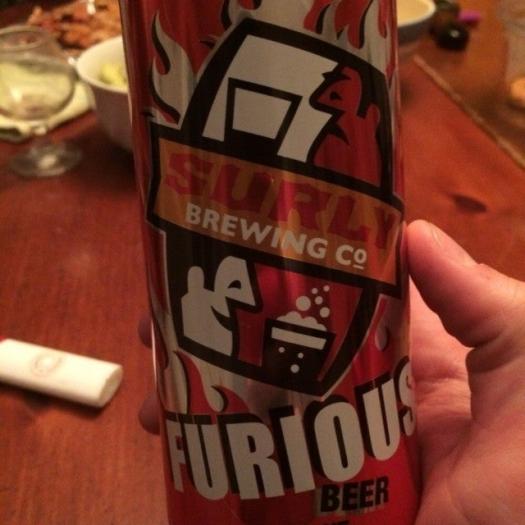 SURLY
BREWING Cº
FURIOUS
BEER